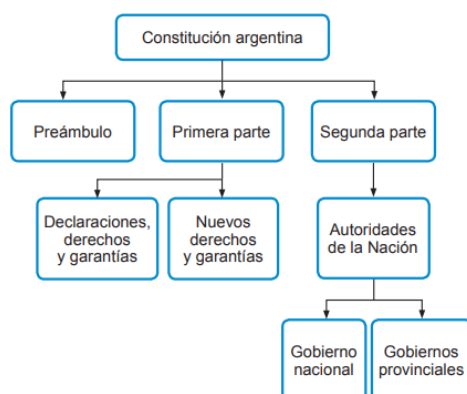 Constitución argentina
Preámbulo
Primera parte
Segunda parte
Declaraciones,
derechos
y garantías
Nuevos
derechos
y garantías
Autoridades
de la Nación
Gobierno
nacional
Gobiernos
provinciales